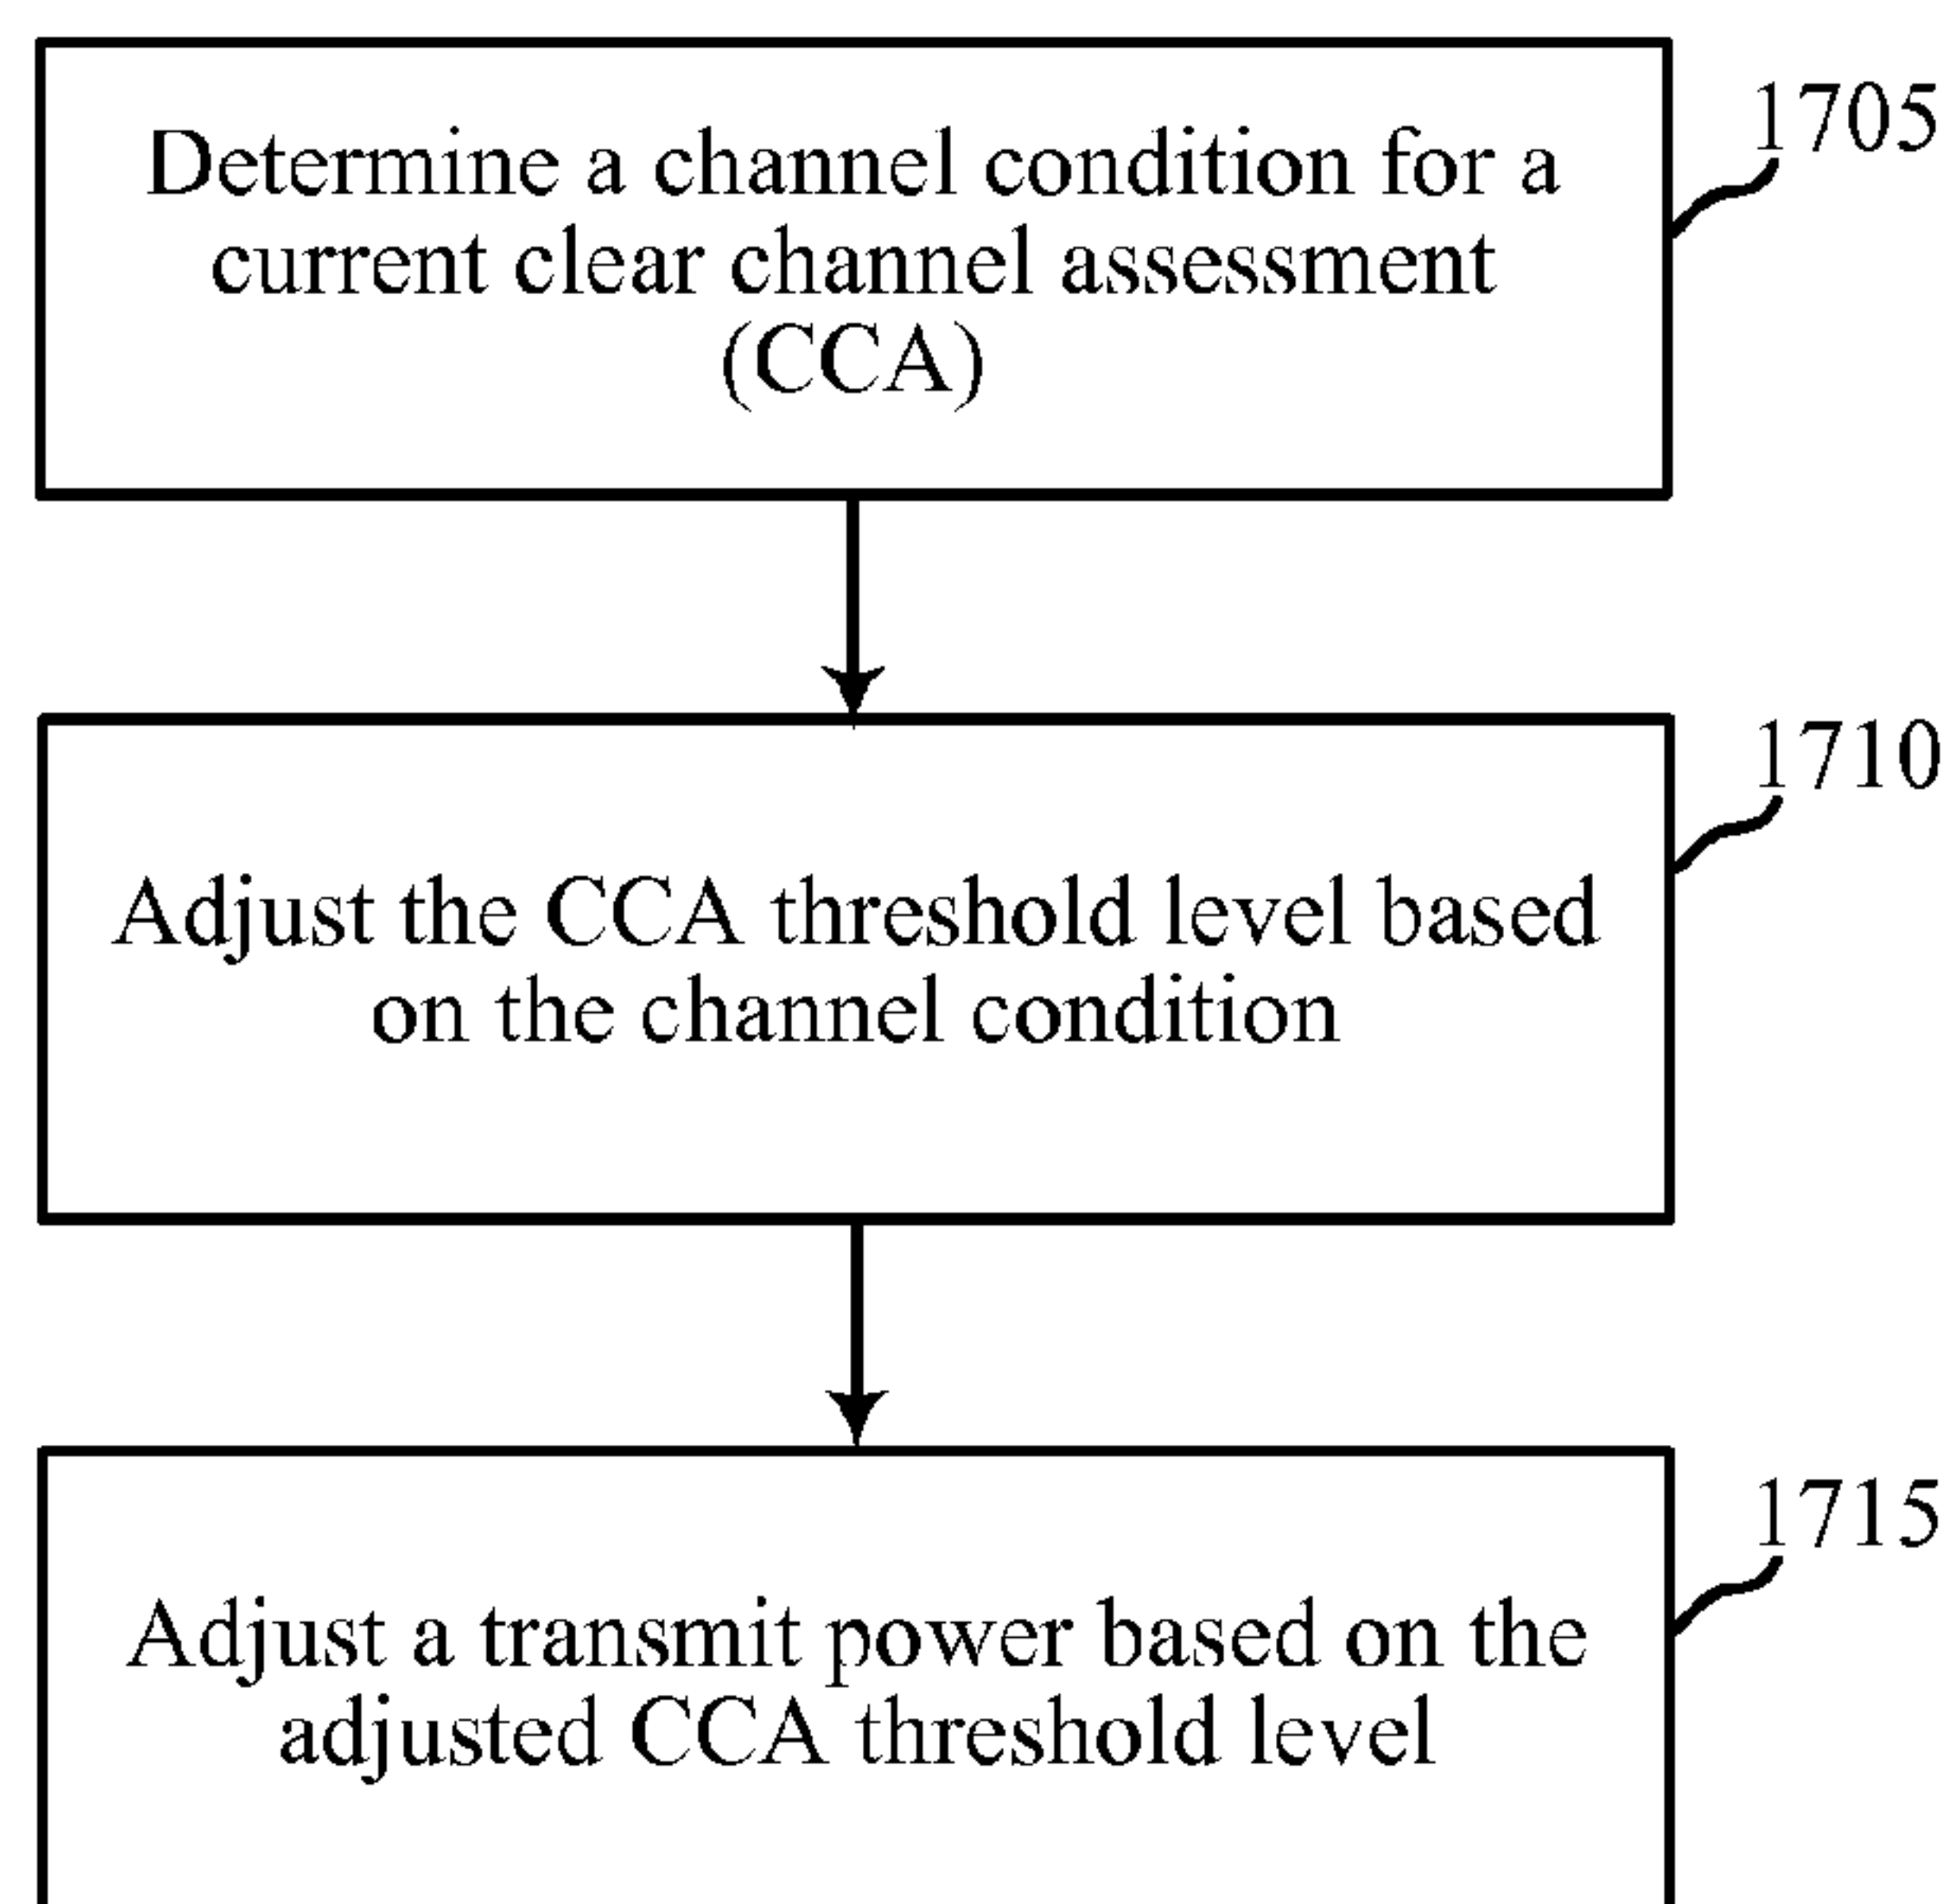 Determine a channel condition for a
current clear channel assessment
(CCA)
1705
Adjust the CCA threshold level based
on the channel condition
1710
Adjust a transmit power based on the
adjusted CCA threshold level
1715